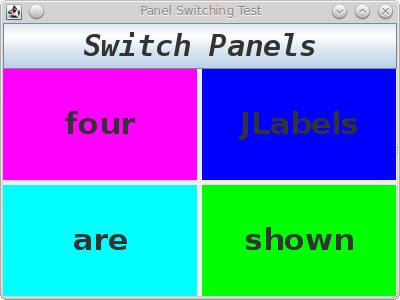 Panel Switching Test
Switch Panels
four
JLabels
are
shown